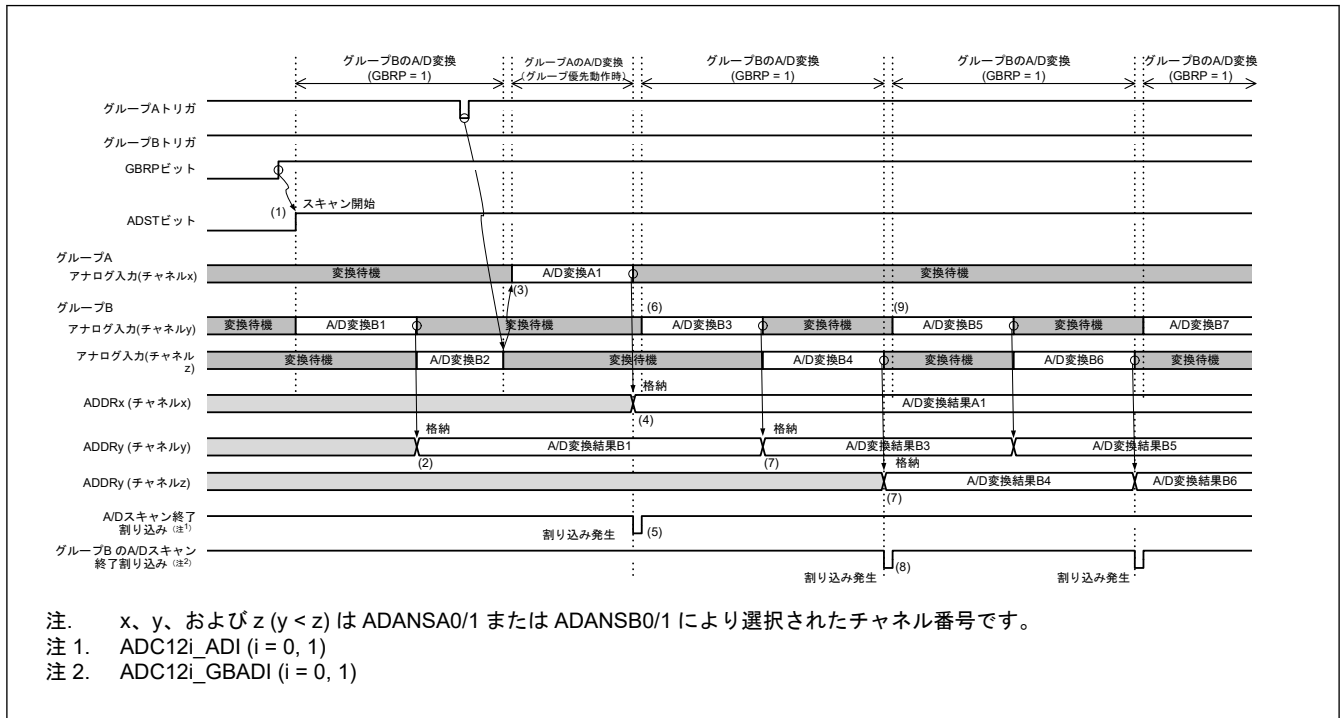 グループBのA/D変換
(GBRP = 1)
グループAのA/D変換
(グループ優先動作時)
グループBのA/D変換
(GBRP = 1)
グループBのA/D変換
(GBRP = 1)
グループBのA/D変換
(GBRP = 1)
グループAトリガ
グループBトリガ
GBRPビット
(1) スキャン開始
ADSTビット
グループA
アナログ入力(チャネルx)
変換待機 A/D変換A1 変換待機
(3)
グループB
(6) (9)
アナログ入力(チャネルy)
変換待機 A/D変換B1 変換待機 A/D変換B3 変換待機 A/D変換B5 変換待機 A/D変換B7
アナログ入力(チャネル
z)
変換待機 A/D変換B2 変換待機 A/D変換B4 変換待機 A/D変換B6 変換待機
格納
ADDRx (チャネルx)
A/D変換結果A1
(4)
格納 格納
ADDRy (チャネルy)
A/D変換結果B1 A/D変換結果B3 A/D変換結果B5
(2) (7) 格納
ADDRy (チャネルz)
A/D変換結果B4 A/D変換結果B6
(7)
A/Dスキャン終了
割り込み (注1)
割り込み発生 (5)
グループB のA/Dスキャン
終了割り込み (注2)
(8)
割り込み発生 割り込み発生
注. x、y、および z (y < z) は ADANSA0/1 または ADANSB0/1 により選択されたチャネル番号です。
注 1. ADC12i_ADI (i = 0, 1)
注 2. ADC12i_GBADI (i = 0, 1)